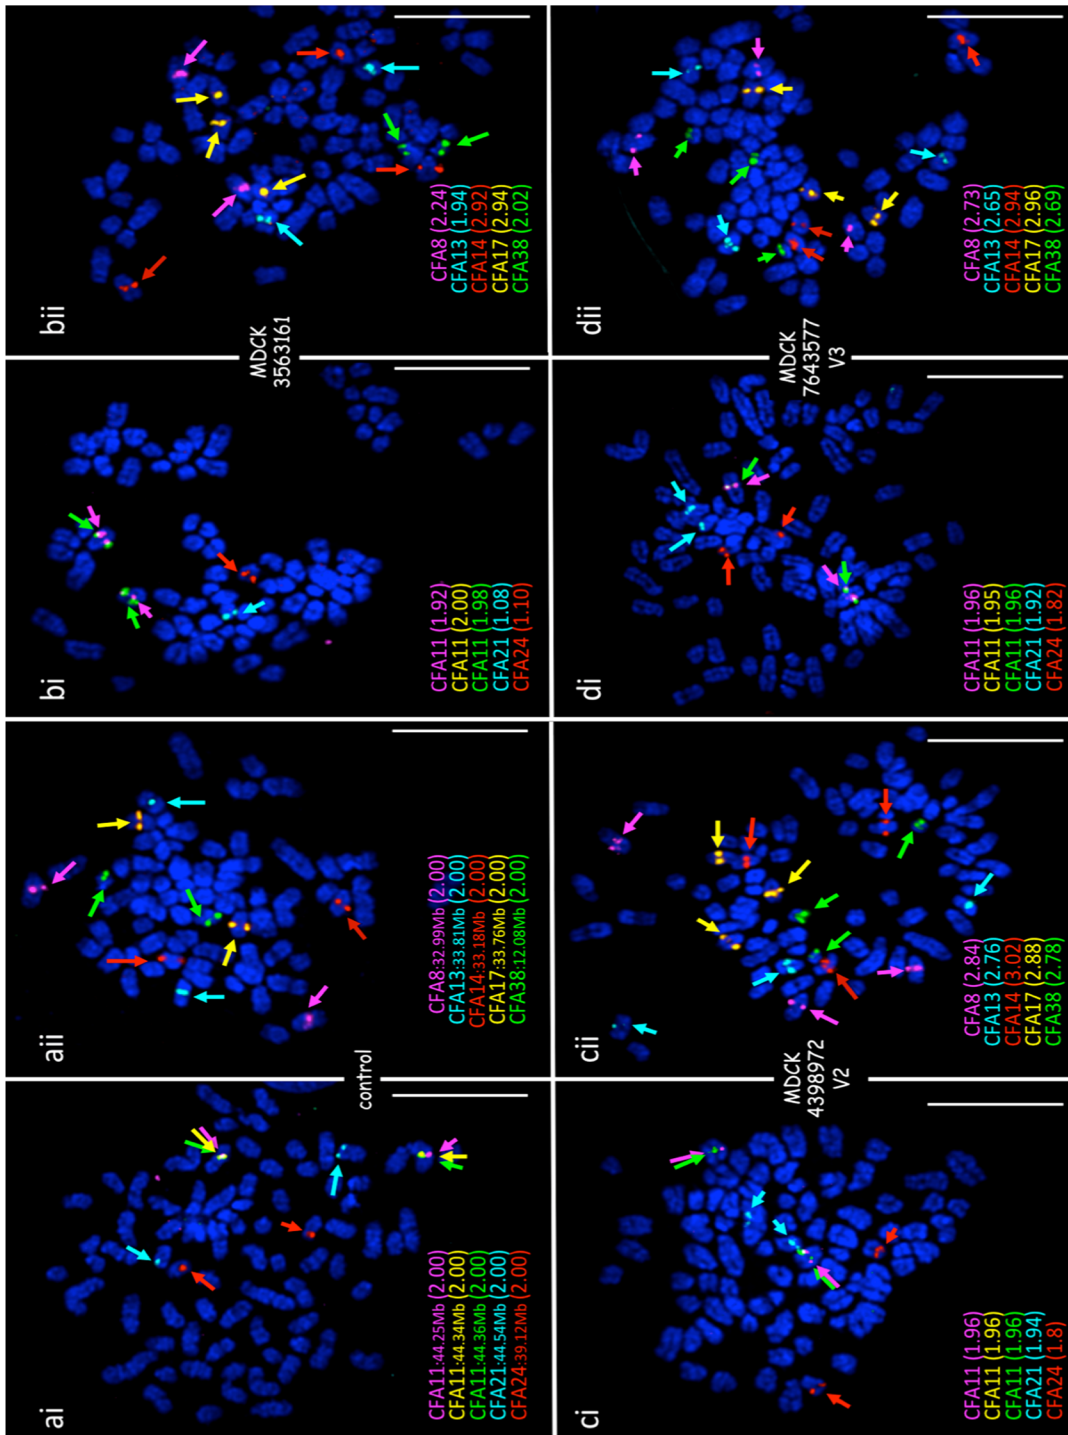 ai
CFA11:44.25Mb (2.00)
CFA11:44.34Mb (2.00)
CFA11:44.36Mb (2.00)
CFA21:44.54Mb (2.00)
CFA24:39.12Mb (2.00)
control
aii
CFA8:32.99Mb (2.00)
CFA13:33.81Mb (2.00)
CFA14:33.18Mb (2.00)
CFA17:33.76Mb (2.00)
CFA38:12.08Mb (2.00)
bi
CFA11 (1.92)
CFA11 (2.00)
CFA11 (1.98)
CFA21 (1.08)
CFA24 (1.10)
MDCK
3563161
bii
CFA8 (2.24)
CFA13 (1.94)
CFA14 (2.92)
CFA17 (2.94)
CFA38 (2.02)
ci
CFA11 (1.96)
CFA11 (1.96)
CFA11 (1.96)
CFA21 (1.94)
CFA24 (1.8)
MDCK
4398972
V2
cii
CFA8 (2.84)
CFA13 (2.76)
CFA14 (3.02)
CFA17 (2.88)
CFA38 (2.78)
di
CFA11 (1.96)
CFA11 (1.95)
CFA11 (1.96)
CFA21 (1.92)
CFA24 (1.82)
MDCK
7643577
V3
dii
CFA8 (2.73)
CFA13 (2.65)
CFA14 (2.94)
CFA17 (2.96)
CFA38 (2.69)